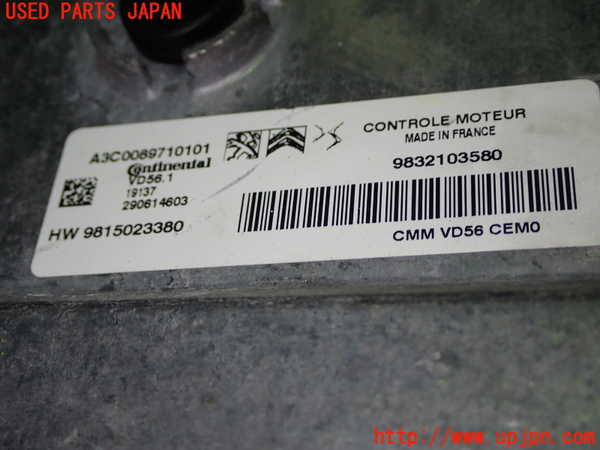 USED PARTS JAPAN
A3C0089710101
Continental
VD56.1
19137
290614603
HW 9815023380
CONTROLE MOTEUR
MADE IN FRANCE
9832103580
CMM VD56 CEM0
http://www.upjpn.com/